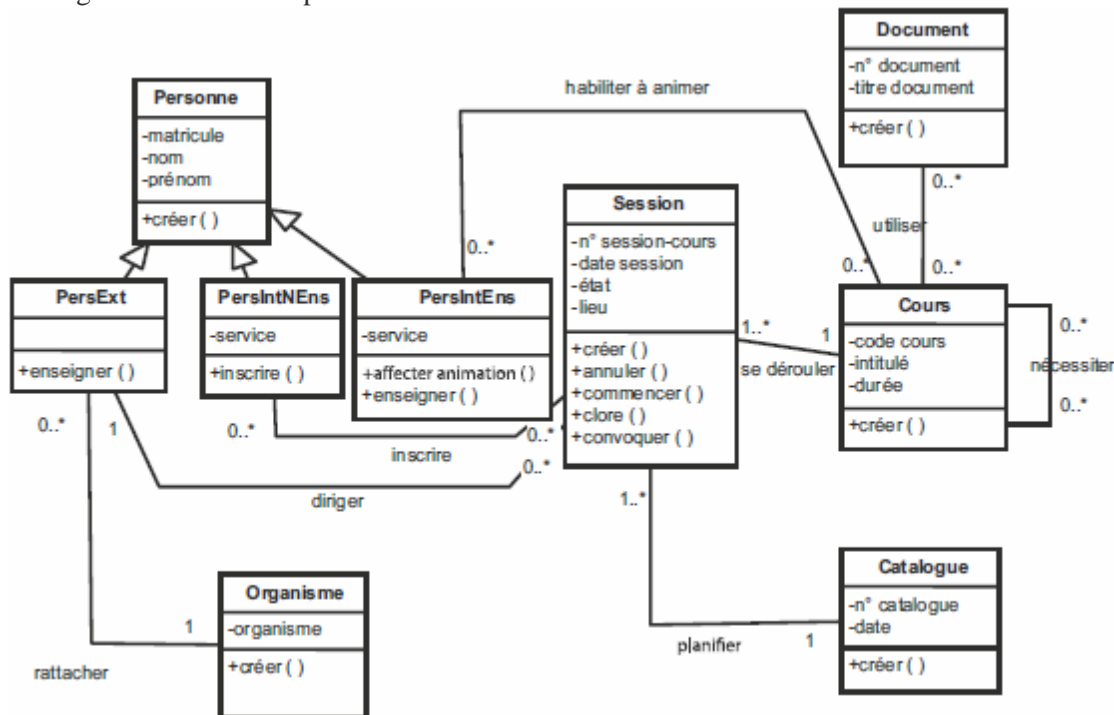 Document
-n° document
-titre document
+créer ( )
habiliter à animer
Personne
-matricule
-nom
-prénom
+créer ( )
0..*
utiliser
0..*
0..*
0..*
Session
-n° session-cours
-date session
-état
-lieu
+créer ( )
+annuler ( )
+commencer ( )
+clore ( )
+convoquer ( )
PersExt
+enseigner ( )
PersIntNEns
-service
+inscrire ( )
PersIntEns
-service
+affecter animation ( )
+enseigner ( )
Cours
-code cours
-intitulé
-durée
+créer ( )
0..*
nécessiter
0..*
1..*
1
se dérouler
0..*
1
0..*
inscrire
0..*
0..*
diriger
1..*
Organisme
-organisme
+créer ( )
1
rattacher
Catalogue
-n° catalogue
-date
+créer ( )
planifier
1